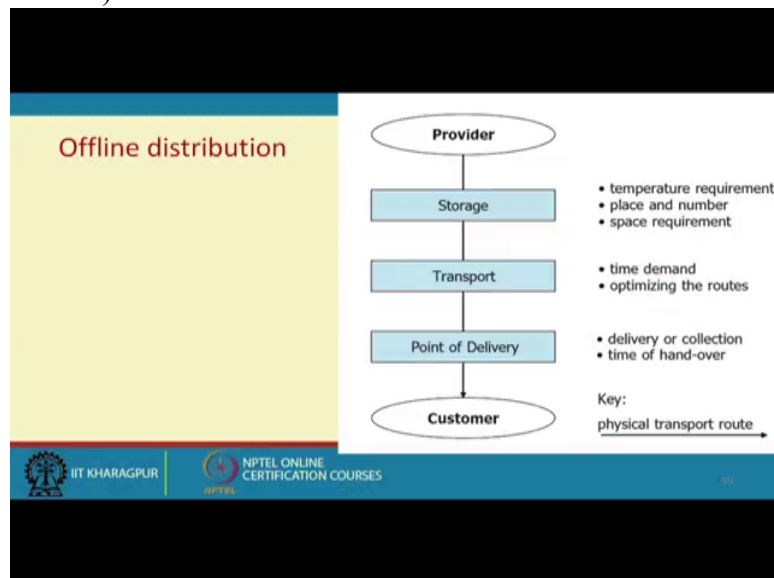 )
Offline distribution
Provider
Storage
• temperature requirement
• place and number
• space requirement
Transport
• time demand
• optimizing the routes
Point of Delivery
• delivery or collection
• time of hand-over
Customer
Key:
physical transport route
IIT KHARAGPUR
NPTEL
NPTEL ONLINE
CERTIFICATION COURSES